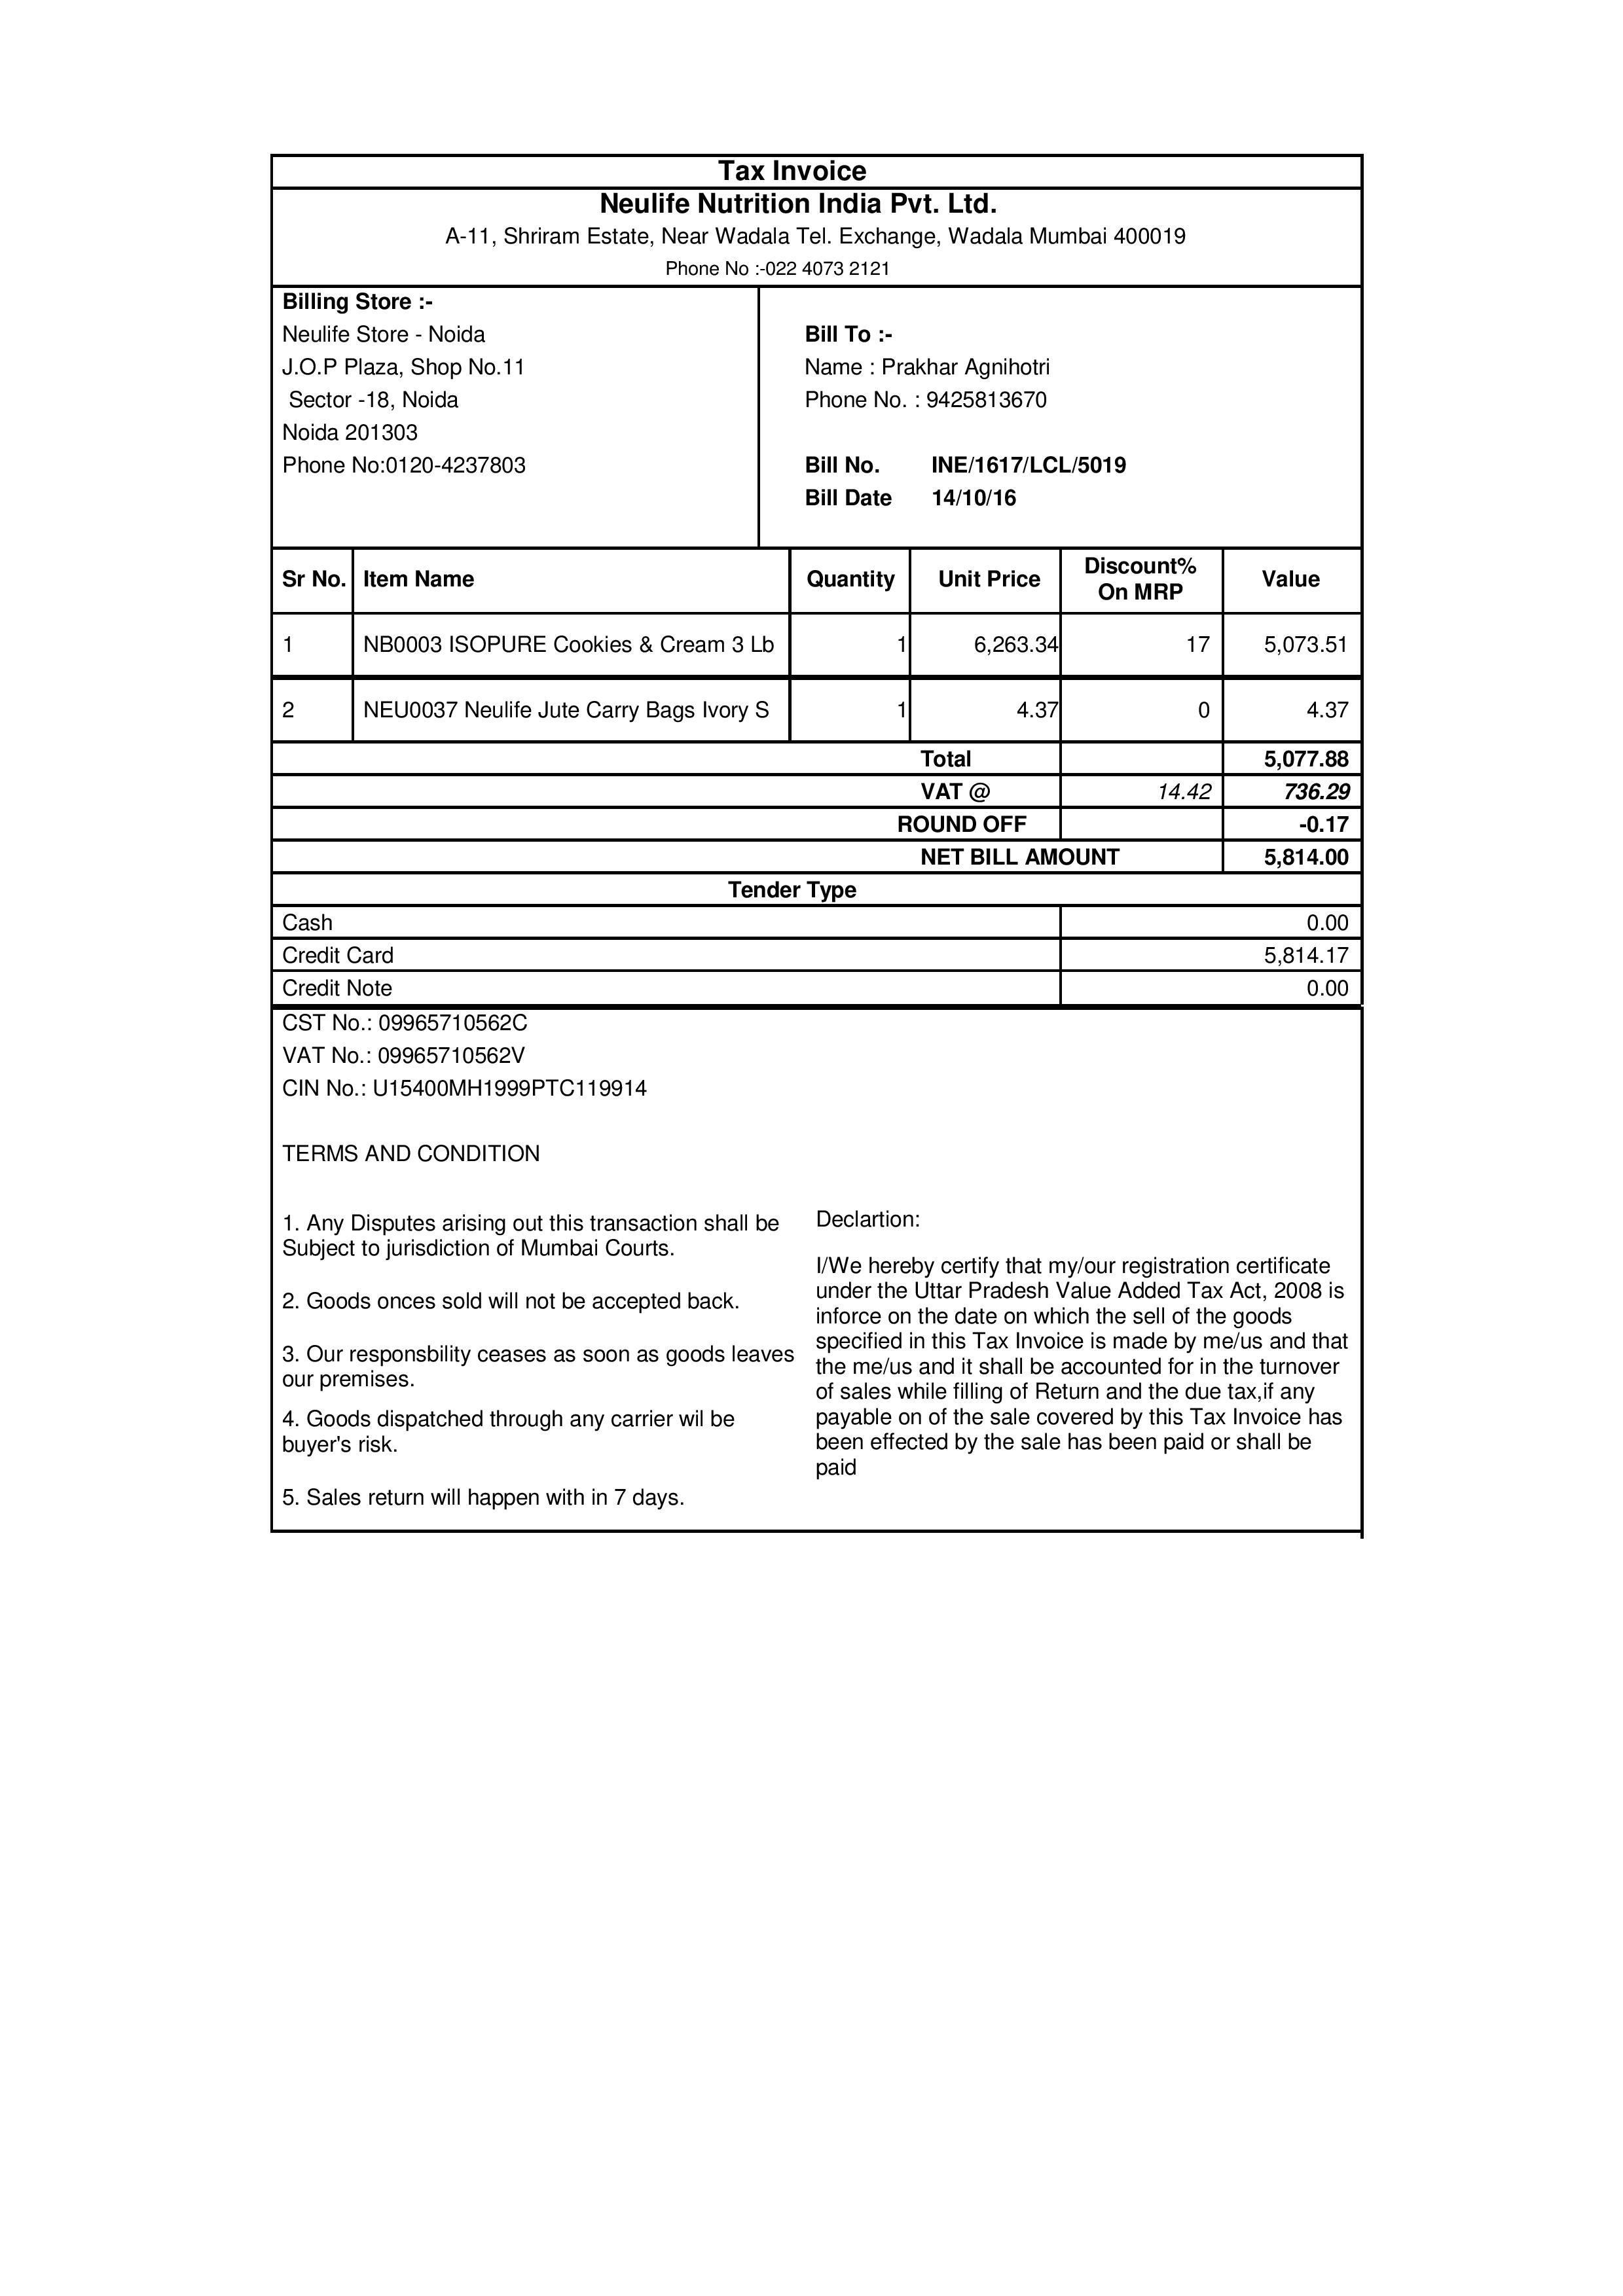 Tax Invoice
Neulife Nutrition India Pvt. Ltd.
A-11, Shriram Estate, Near Wadala Tel. Exchange, Wadala Mumbai 400019
Phone No :-022 4073 2121
Billing Store :-
Neulife Store - Noida
J.O.P Plaza, Shop No.11
Sector -18, Noida
Noida 201303
Phone No:0120-4237803
Bill To :-
Name : Prakhar Agnihotri
Phone No. : 9425813670
Bill No. INE/1617/LCL/5019
Bill Date 14/10/16
Sr No. Item Name Quantity Unit Price Discount% On MRP Value
1 NB0003 ISOPURE Cookies & Cream 3 Lb 1 6,263.34 17 5,073.51
2 NEU0037 Neulife Jute Carry Bags Ivory S 1 4.37 0 4.37
Total 5,077.88
VAT @ 14.42 736.29
ROUND OFF -0.17
NET BILL AMOUNT 5,814.00
Tender Type
Cash 0.00
Credit Card 5,814.17
Credit Note 0.00
CST No.: 09965710562C
VAT No.: 09965710562V
CIN No.: U15400MH1999PTC119914
TERMS AND CONDITION
1. Any Disputes arising out this transaction shall be
Subject to jurisdiction of Mumbai Courts.
2. Goods onces sold will not be accepted back.
3. Our responsbility ceases as soon as goods leaves
our premises.
4. Goods dispatched through any carrier wil be
buyer's risk.
5. Sales return will happen with in 7 days.
Declartion:
I/We hereby certify that my/our registration certificate
under the Uttar Pradesh Value Added Tax Act, 2008 is
inforce on the date on which the sell of the goods
specified in this Tax Invoice is made by me/us and that
the me/us and it shall be accounted for in the turnover
of sales while filling of Return and the due tax,if any
payable on of the sale covered by this Tax Invoice has
been effected by the sale has been paid or shall be
paid